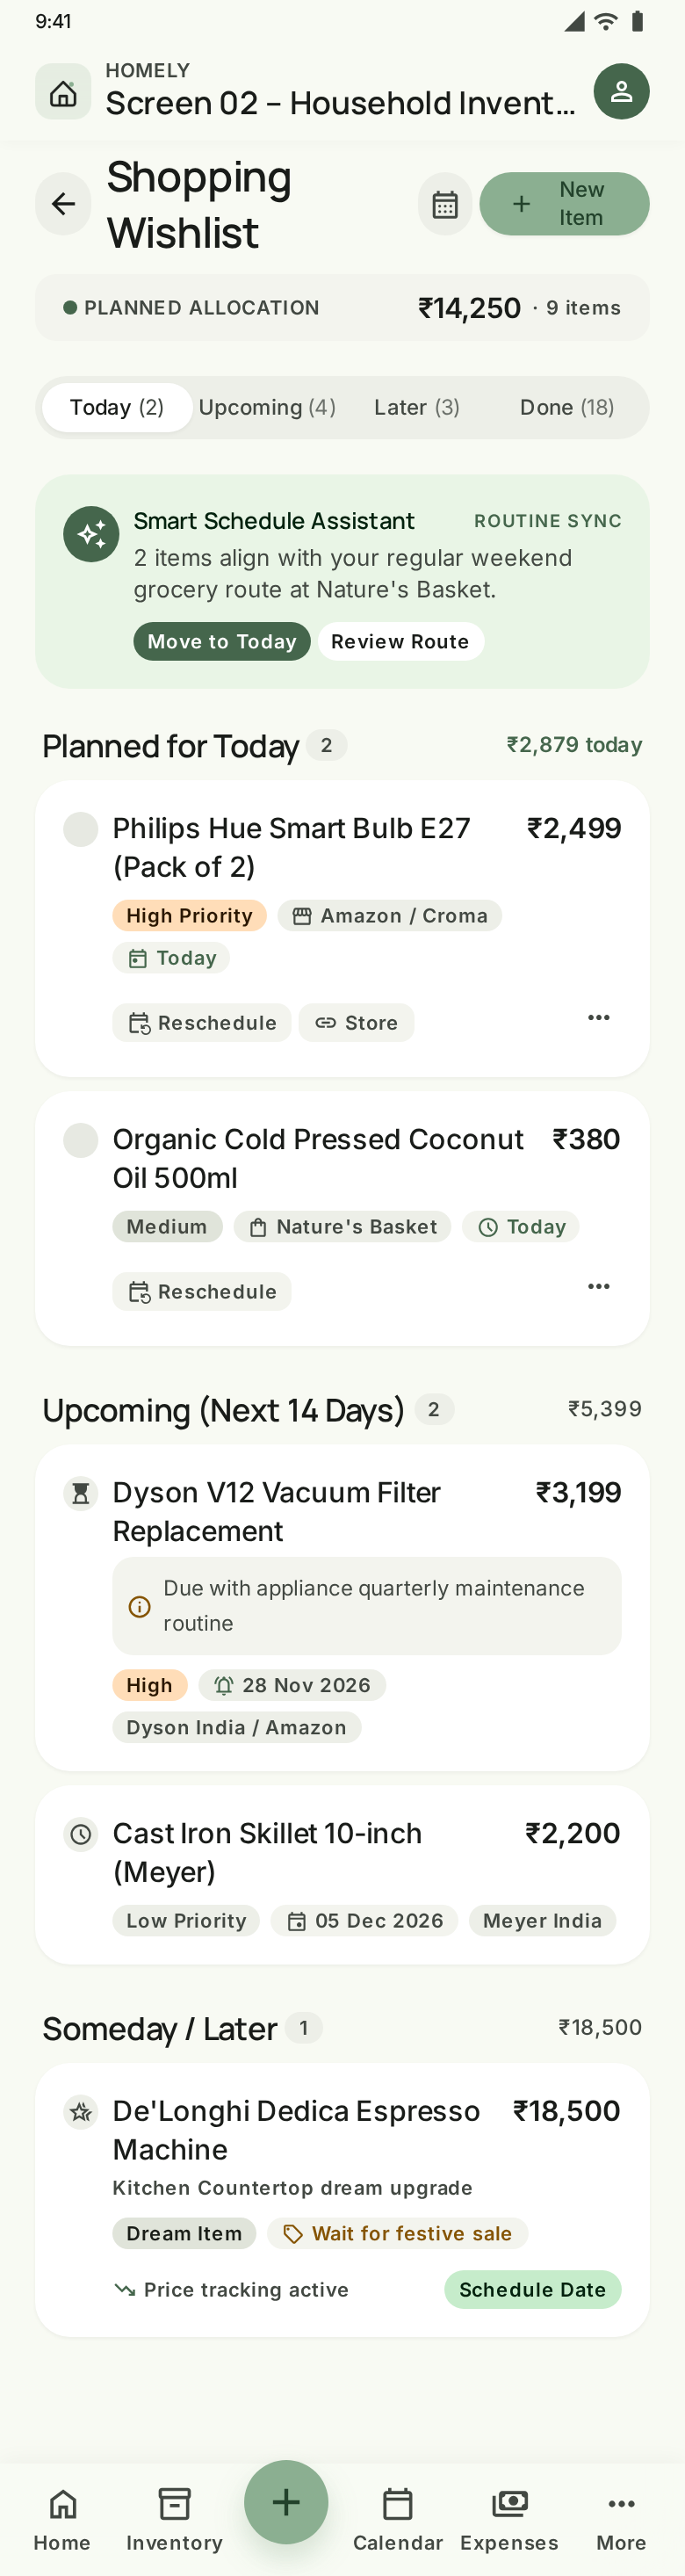 9:41
HOMELY
Screen 02 – Household Invent...
Shopping
Wishlist
New
Item
PLANNED ALLOCATION
₹14,250 · 9 items
Today (2)
Upcoming (4)
Later (3)
Done (18)
Smart Schedule Assistant
ROUTINE SYNC
2 items align with your regular weekend
grocery route at Nature's Basket.
Move to Today
Review Route
Planned for Today 2
₹2,879 today
Philips Hue Smart Bulb E27
(Pack of 2)
₹2,499
High Priority
Amazon / Croma
Today
Reschedule
Store
Organic Cold Pressed Coconut
Oil 500ml
₹380
Medium
Nature's Basket
Today
Reschedule
Upcoming (Next 14 Days) 2
₹5,399
Dyson V12 Vacuum Filter
Replacement
₹3,199
Due with appliance quarterly maintenance
routine
High
28 Nov 2026
Dyson India / Amazon
Cast Iron Skillet 10-inch
(Meyer)
₹2,200
Low Priority
05 Dec 2026
Meyer India
Someday / Later 1
₹18,500
De'Longhi Dedica Espresso
Machine
₹18,500
Kitchen Countertop dream upgrade
Dream Item
Wait for festive sale
Price tracking active
Schedule Date
Home
Inventory
Calendar
Expenses
More